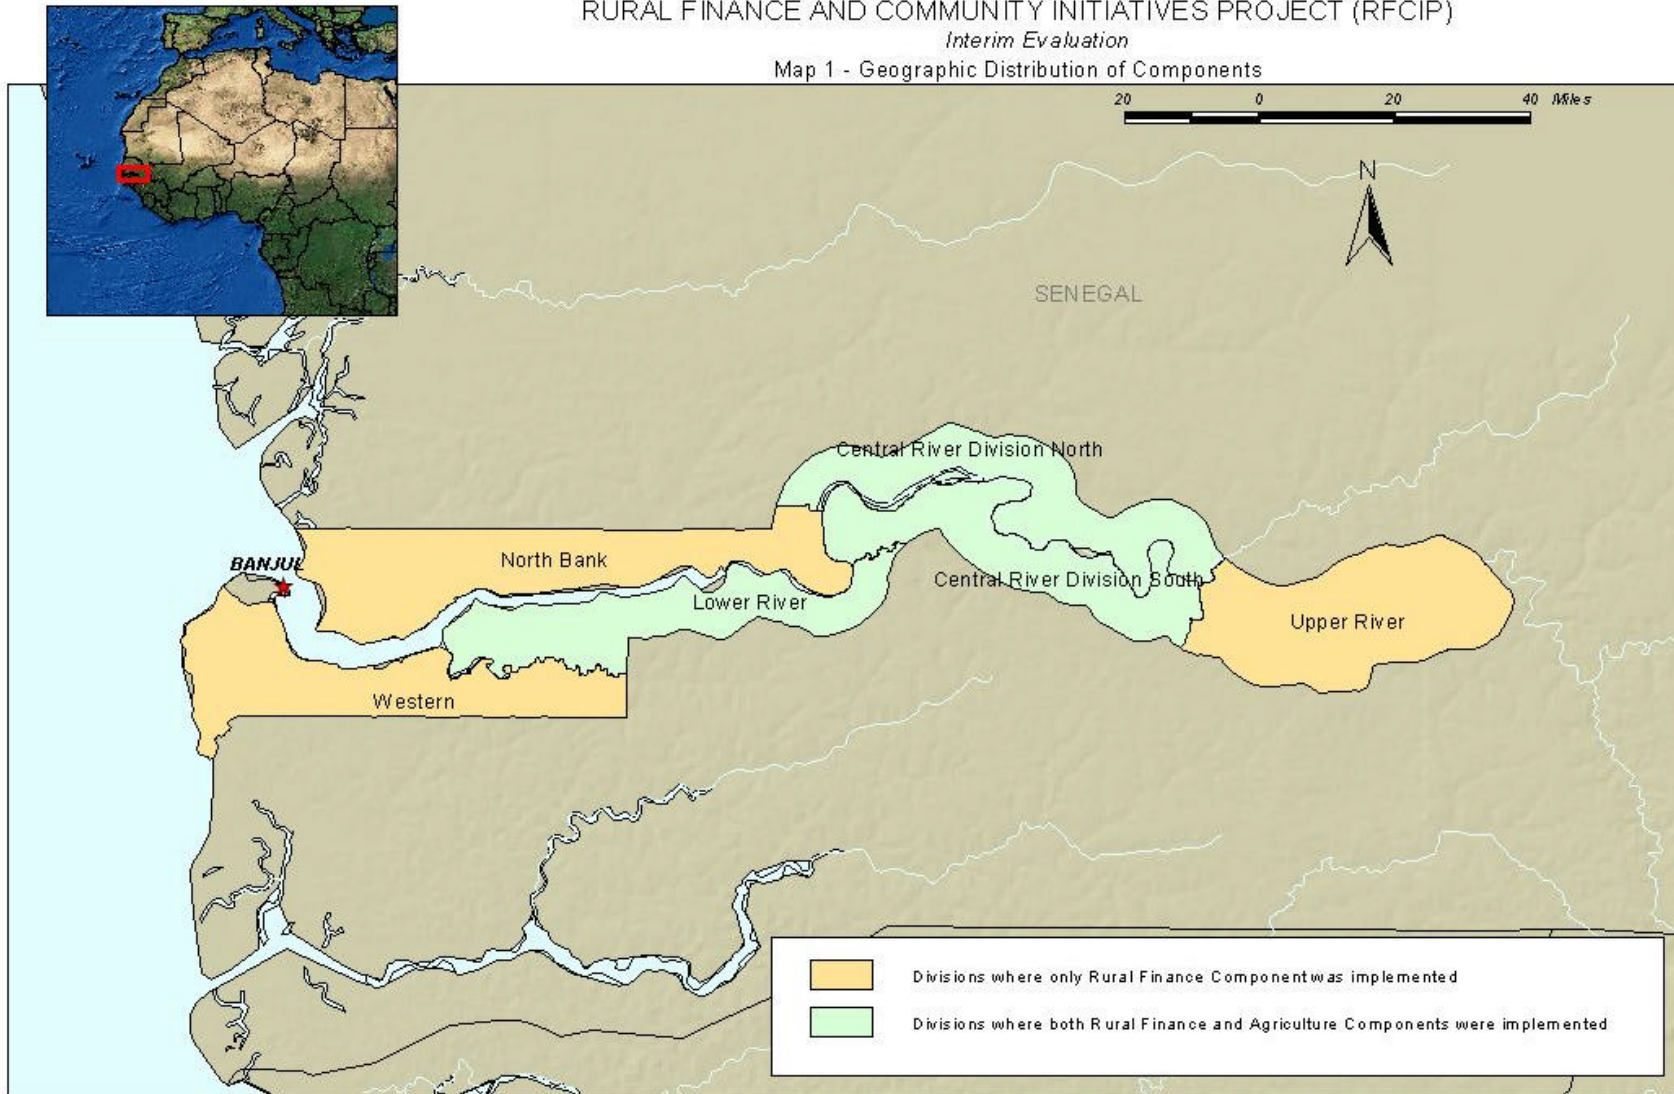 RURAL FINANCE AND COMMUNITY INITIATIVES PROJECT (RFCIP)
Interim Evaluation
Map 1 - Geographic Distribution of Components
20 0 20 40 Miles
N
SENEGAL
Central River Division North
BANJUL
North Bank
Central River Division South
Lower River
Upper River
Western
Divisions where only Rural Finance Component was implemented
Divisions where both Rural Finance and Agriculture Components were implemented